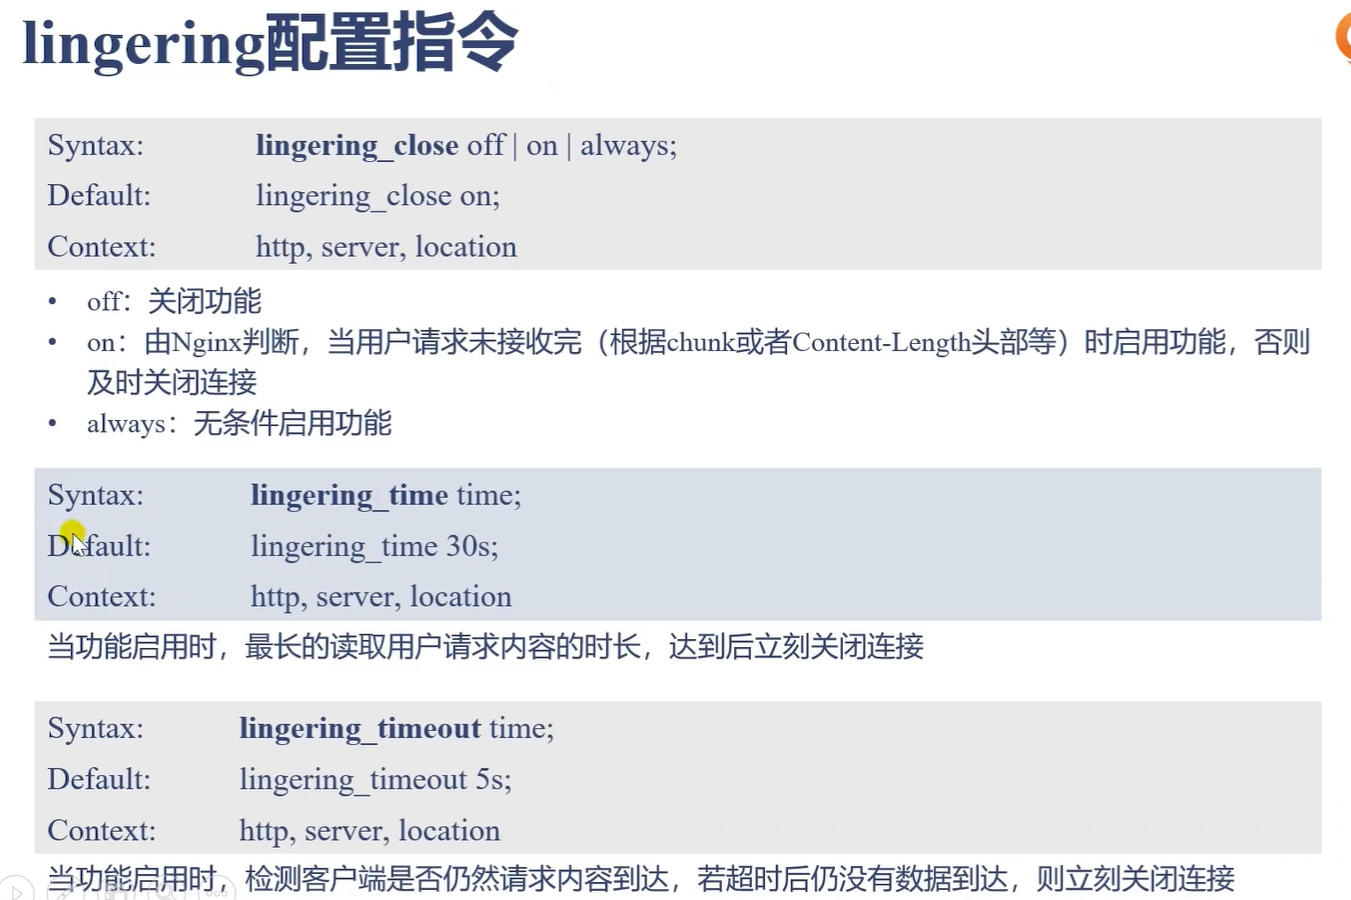 lingering配置指令
Syntax: lingering_close off | on | always;
Default: lingering_close on;
Context: http, server, location
• off：关闭功能
• on：由Nginx判断，当用户请求未接收完（根据chunk或者Content-Length头部等）时启用功能，否则
及时关闭连接
• always：无条件启用功能
Syntax: lingering_time time;
Default: lingering_time 30s;
Context: http, server, location
当功能启用时，最长的读取用户请求内容的时长，达到后立刻关闭连接
Syntax: lingering_timeout time;
Default: lingering_timeout 5s;
Context: http, server, location
当功能启用时，检测客户端是否仍然请求内容到达，若超时后仍没有数据到达，则立刻关闭连接